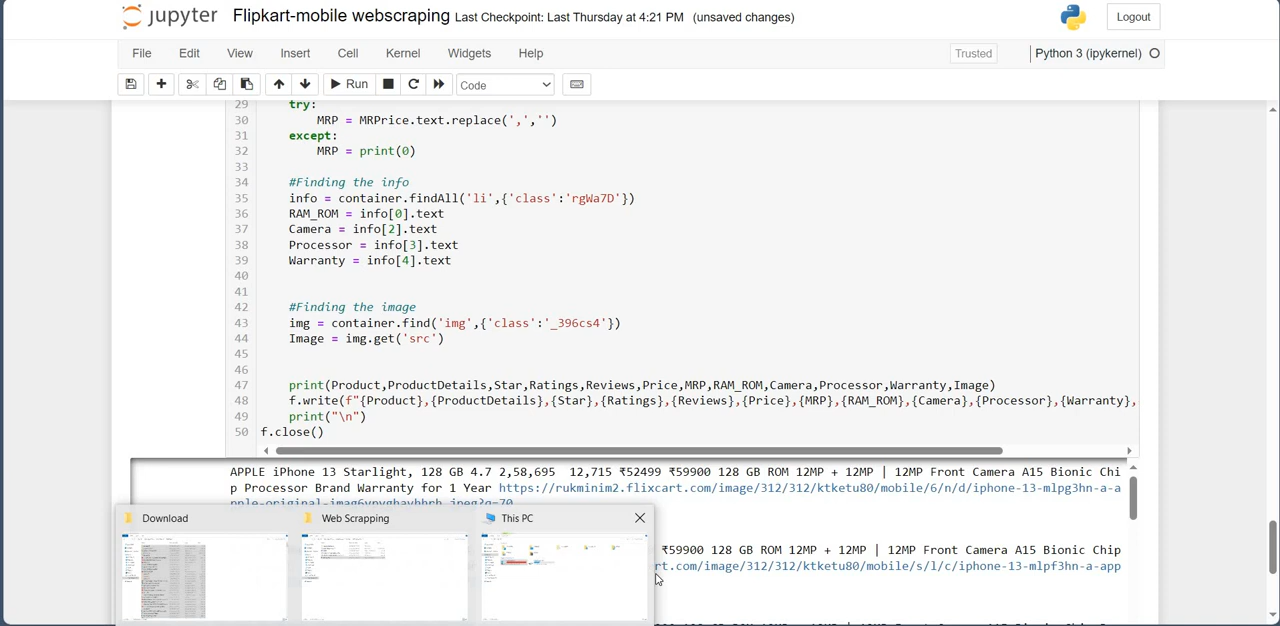 jupyter Flipkart-mobile webscraping Last Checkpoint: Last Thursday at 4:21 PM (unsaved changes) Logout
File Edit View Insert Cell Kernel Widgets Help Trusted Python 3 (ipykernel)
Run Code
29 try:
30 MRP = MRPrice.text.replace(',','')
31 except:
32 MRP = print(0)
33
34 #Finding the info
35 info = container.findAll('li',{'class':'rgWa7D'})
36 RAM_ROM = info[0].text
37 Camera = info[2].text
38 Processor = info[3].text
39 Warranty = info[4].text
40
41
42 #Finding the image
43 img = container.find('img',{'class':'_396cs4'})
44 Image = img.get('src')
45
46
47 print(Product,ProductDetails,Star,Ratings,Reviews,Price,MRP,RAM_ROM,Camera,Processor,Warranty,Image)
48 f.write(f"{Product},{ProductDetails},{Star},{Ratings},{Reviews},{Price},{MRP},{RAM_ROM},{Camera},{Processor},{Warranty},
49 print("\n")
50 f.close()
APPLE iPhone 13 Starlight, 128 GB 4.7 2,58,695 12,715 ₹52499 ₹59900 128 GB ROM 12MP + 12MP | 12MP Front Camera A15 Bionic Chi
p Processor Brand Warranty for 1 Year https://rukminim2.flixcart.com/image/312/312/ktketu80/mobile/6/n/d/iphone-13-mlpg3hn-a-a
Download Web Scrapping This PC
₹59900 128 GB ROM 12MP + 12MP | 12MP Front Camera A15 Bionic Chip
rt.com/image/312/312/ktketu80/mobile/s/l/c/iphone-13-mlpf3hn-a-app